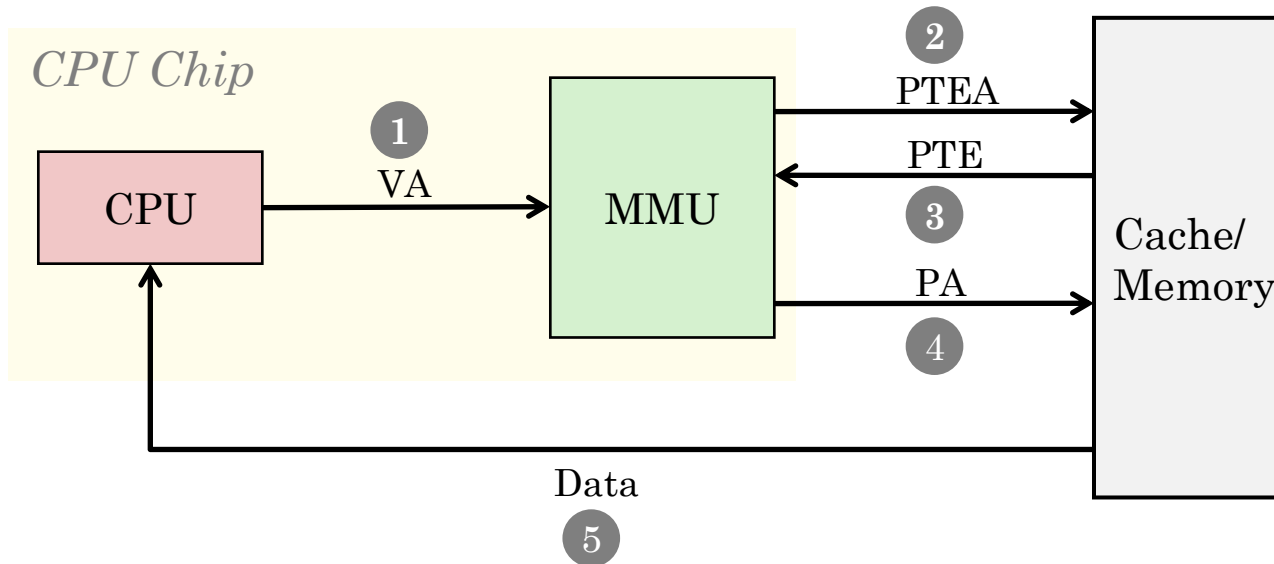 CPU Chip
2
PTEA
1
VA
PTE
CPU
MMU
3
Cache/
Memory
PA
4
Data
5